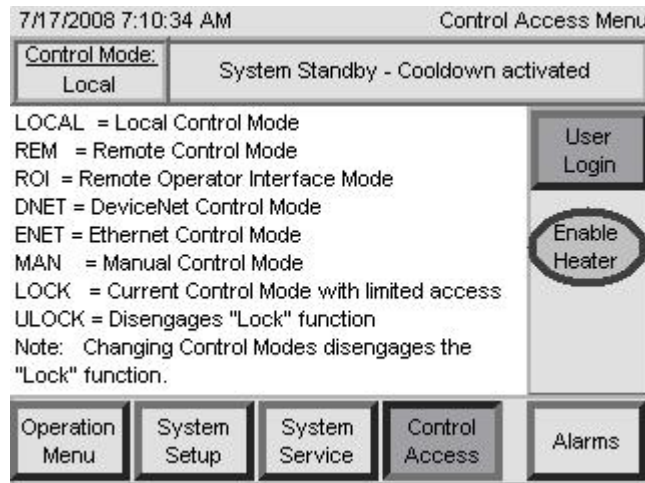 7/17/2008 7:10:34 AM Control Access Menu
Control Mode:
Local
System Standby - Cooldown activated
LOCAL = Local Control Mode
REM = Remote Control Mode
ROI = Remote Operator Interface Mode
DNET = DeviceNet Control Mode
ENET = Ethernet Control Mode
MAN = Manual Control Mode
LOCK = Current Control Mode with limited access
ULOCK = Disengages "Lock" function
Note: Changing Control Modes disengages the
"Lock" function.
User
Login
Enable
Heater
Operation
Menu
System
Setup
System
Service
Control
Access
Alarms